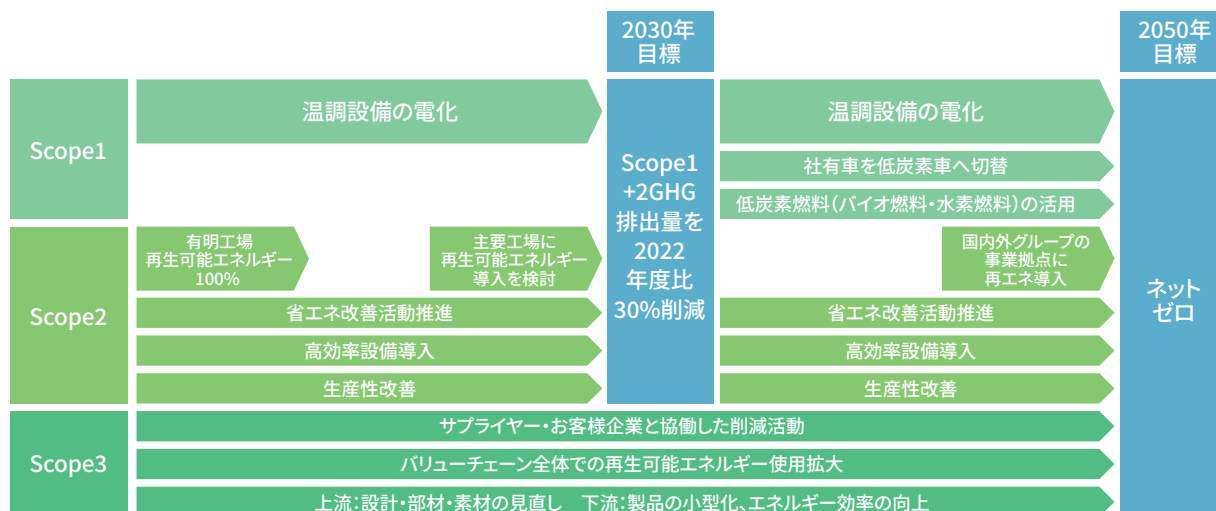 2030年
目標
2050年
目標
Scope1
温調設備の電化
Scope1
+2GHG
排出量を
2022
年度比
30%削減
温調設備の電化
社有車を低炭素車へ切替
低炭素燃料(バイオ燃料・水素燃料)の活用
ネット
ゼロ
Scope2
有明工場
再生可能エネルギー
100%
主要工場に
再生可能エネルギー
導入を検討
国内外グループの
事業拠点に
再エネ導入
省エネ改善活動推進
省エネ改善活動推進
高効率設備導入
高効率設備導入
生産性改善
生産性改善
Scope3
サプライヤー・お客様企業と協働した削減活動
バリューチェーン全体での再生可能エネルギー使用拡大
上流:設計・部材・素材の見直し 下流:製品の小型化、エネルギー効率の向上